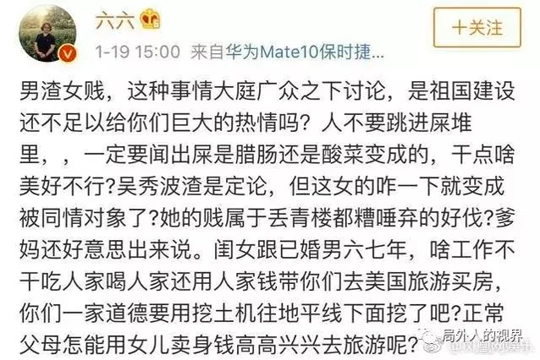 六六
+关注
1-19 15:00 来自华为Mate10保时捷...
男渣女贱，这种事情大庭广众之下讨论，是祖国建设
还不足以给你们巨大的热情吗？人不要跳进屎堆
里，，一定要闻出屎是腊肠还是酸菜变成的，干点啥
美好不行?吴秀波渣是定论，但这女的咋一下就变成
被同情对象了?她的贱属于丢青楼都糟唾弃的好伐？爹
妈还好意思出来说。闺女跟已婚男六七年，啥工作不
干吃人家喝人家还用人家钱带你们去美国旅游买房，
你们一家道德要用挖土机往地平线下面挖了吧?正常
父母怎能用女儿卖身钱高高兴兴去旅游呢？
局外人的视界